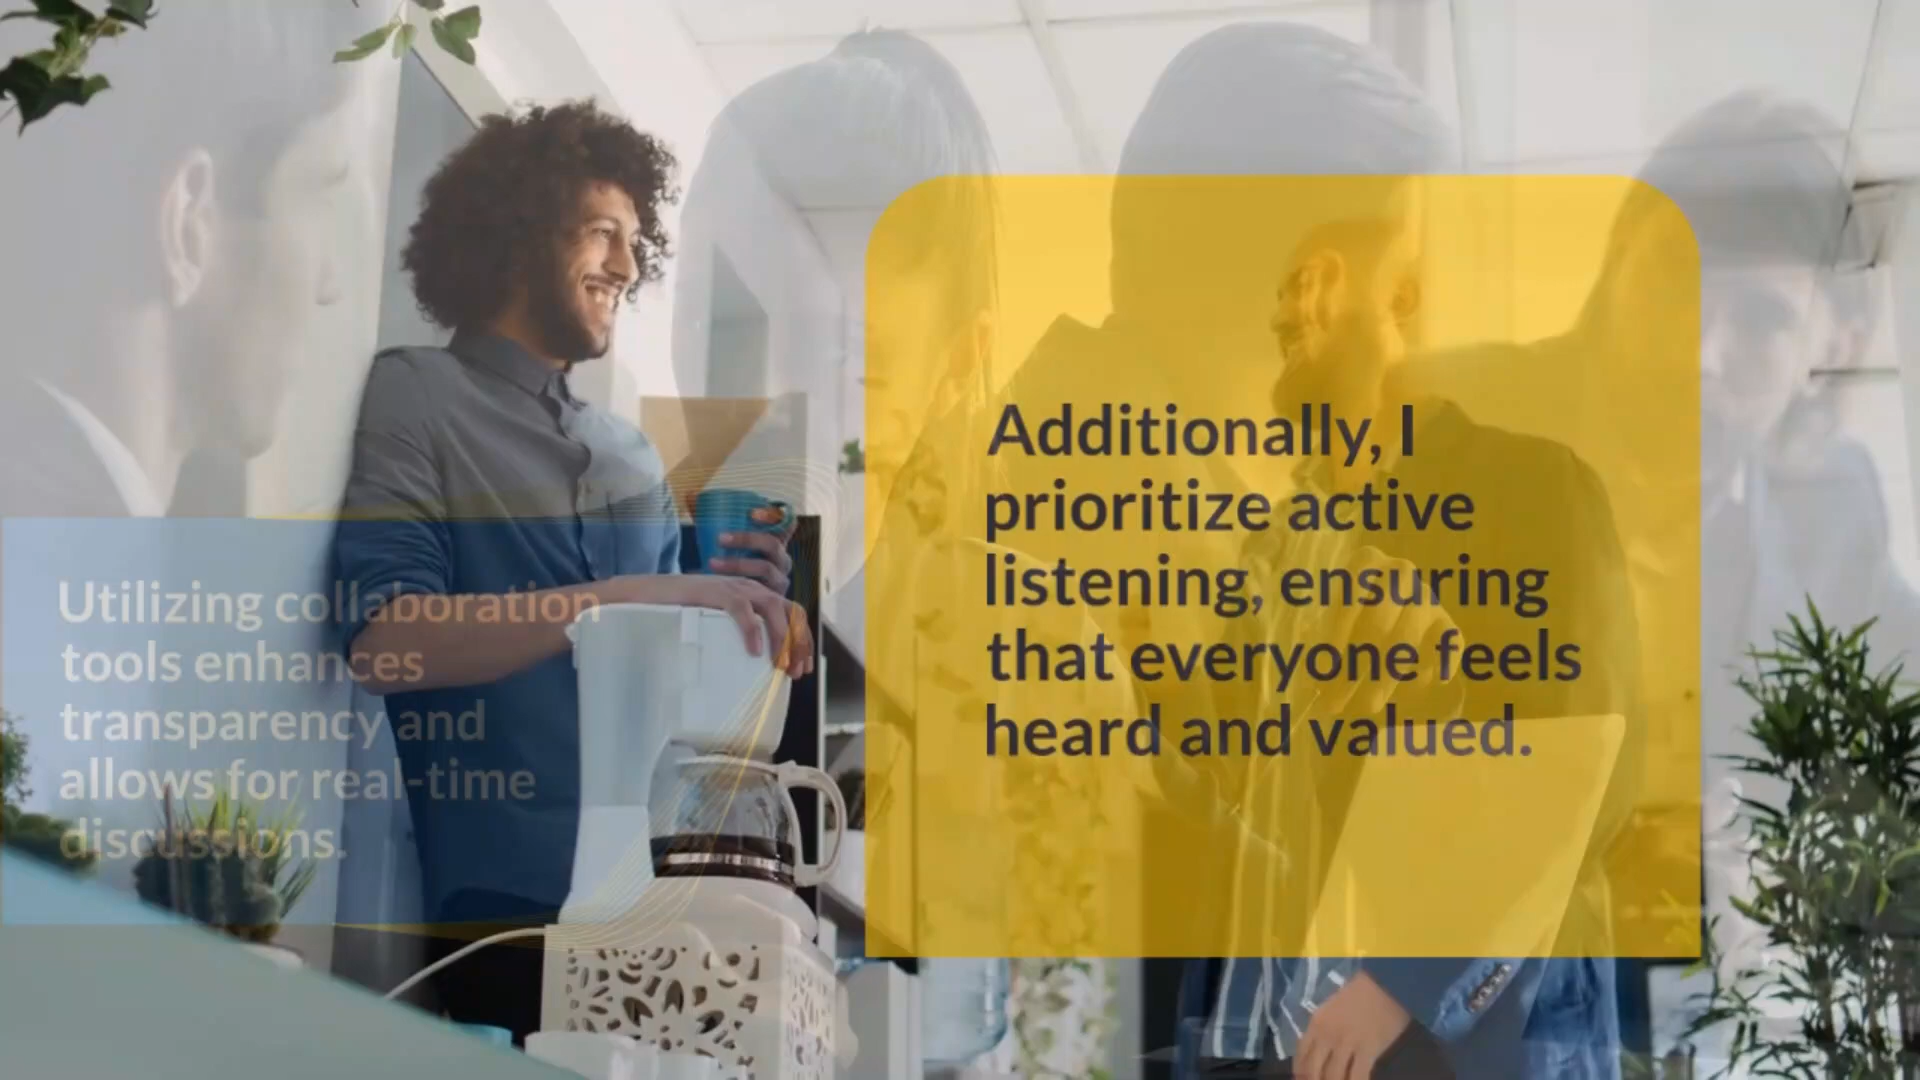 Utilizing collaboration
tools enhances
transparency and
allows for real-time
discussions.
Additionally, I
prioritize active
listening, ensuring
that everyone feels
heard and valued.